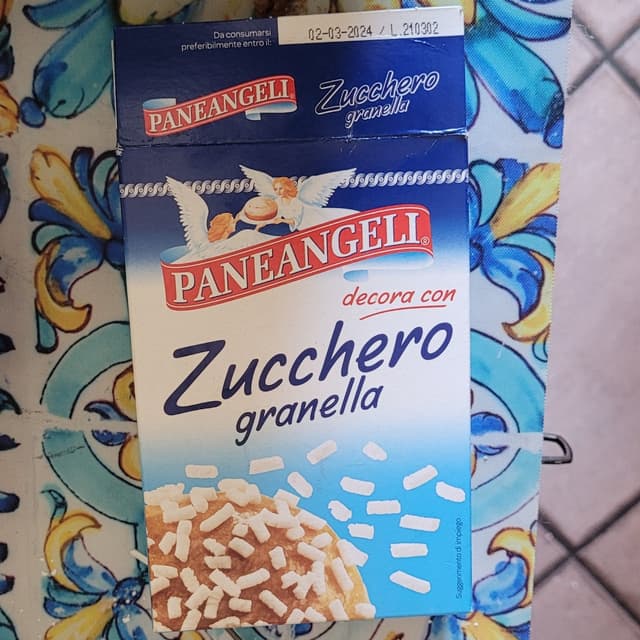 Da consumarsi
preferibilmente entro il:
02-03-2024 / L.210302
PANEANGELI
Zucchero
granella
PANEANGELI®
decora con
Zucchero
granella
Suggerimento di impiego